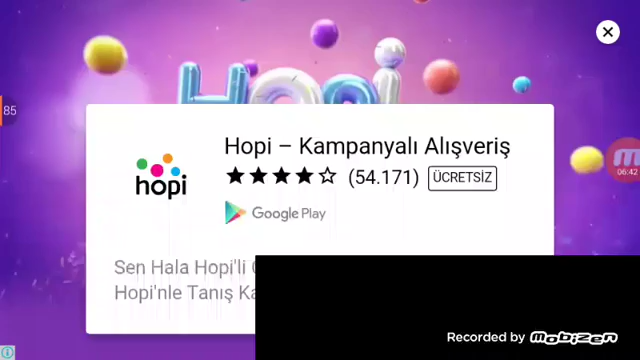 HOPi
85
Hopi – Kampanyalı Alışveriş
(54.171) ÜCRETSİZ
hopi
Google Play
06:42
Sen Hala Hopi'li
Hopi'nle Tanış
Recorded by mobizen